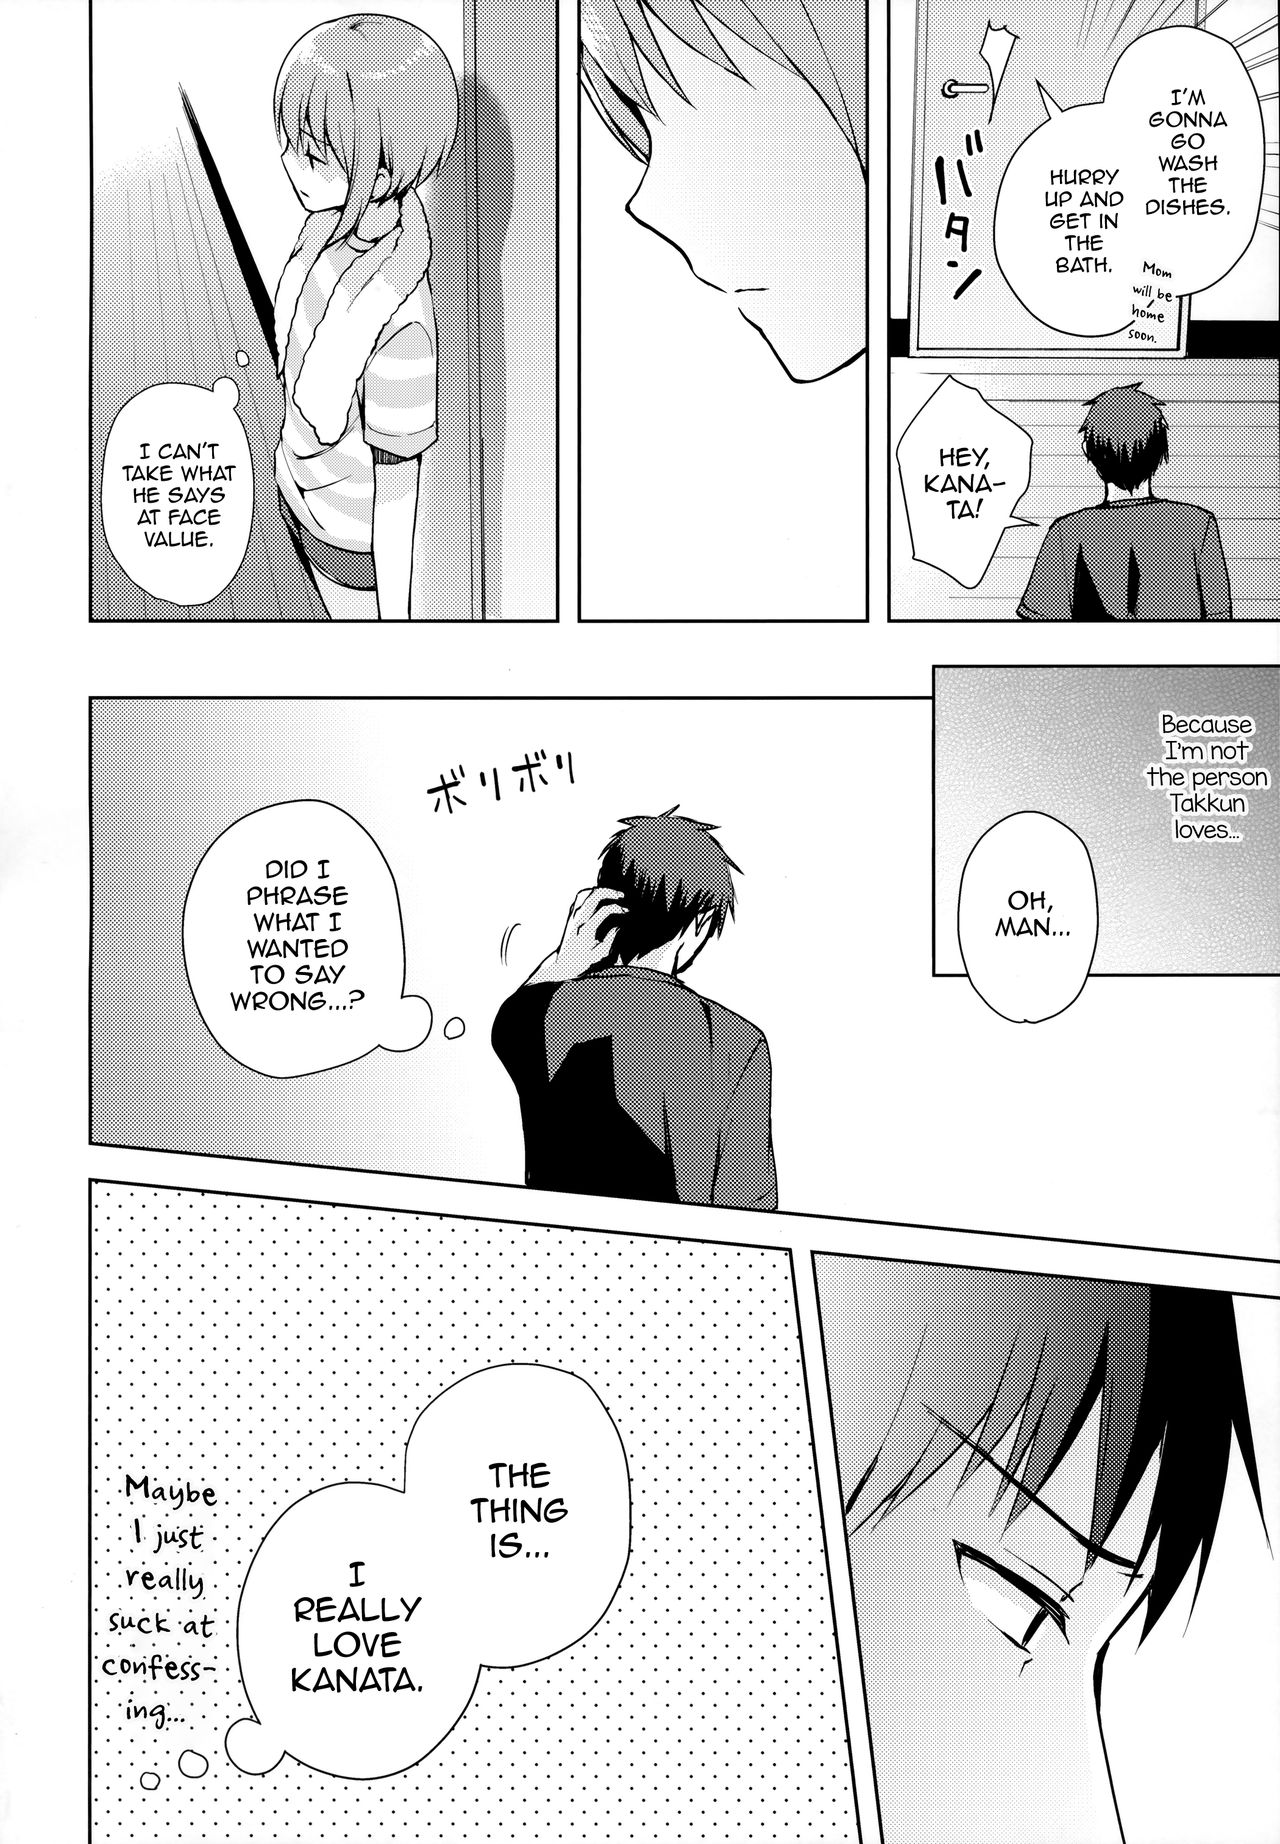 I'M
GONNA
GO
WASH
THE
DISHES.
HURRY
UP AND
GET IN
THE
BATH.
Mom
will be
home
soon.
バタン
HEY,
KANA-
TA!
I CAN'T
TAKE WHAT
HE SAYS
AT FACE
VALUE.
Because
I'm not
the person
Takkun
loves...
OH,
MAN...
ボリボリ
DID I
PHRASE
WHAT I
WANTED
TO SAY
WRONG...?
THE
THING
IS...
I
REALLY
LOVE
KANATA.
Maybe
I just
really
suck at
confess-
ing...